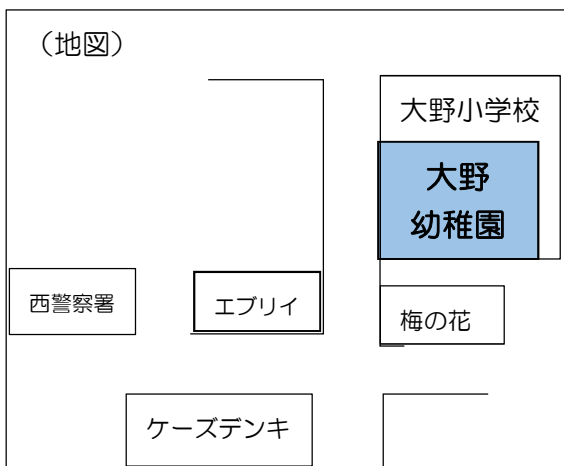 (地図)
大野小学校
大野
幼稚園
西警察署
エブリイ
梅の花
ケーズデンキ